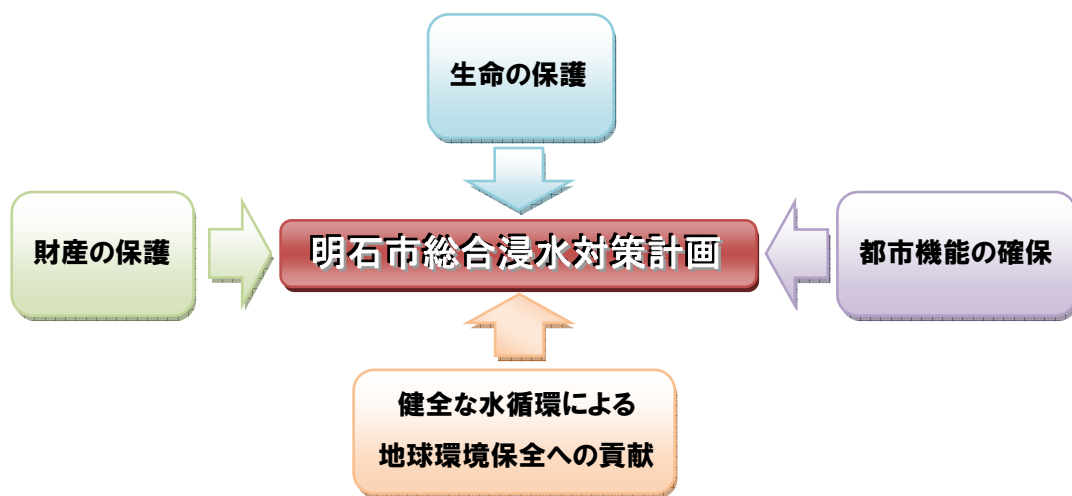 生命の保護
財産の保護
明石市総合浸水対策計画
都市機能の確保
健全な水循環による
地球環境保全への貢献